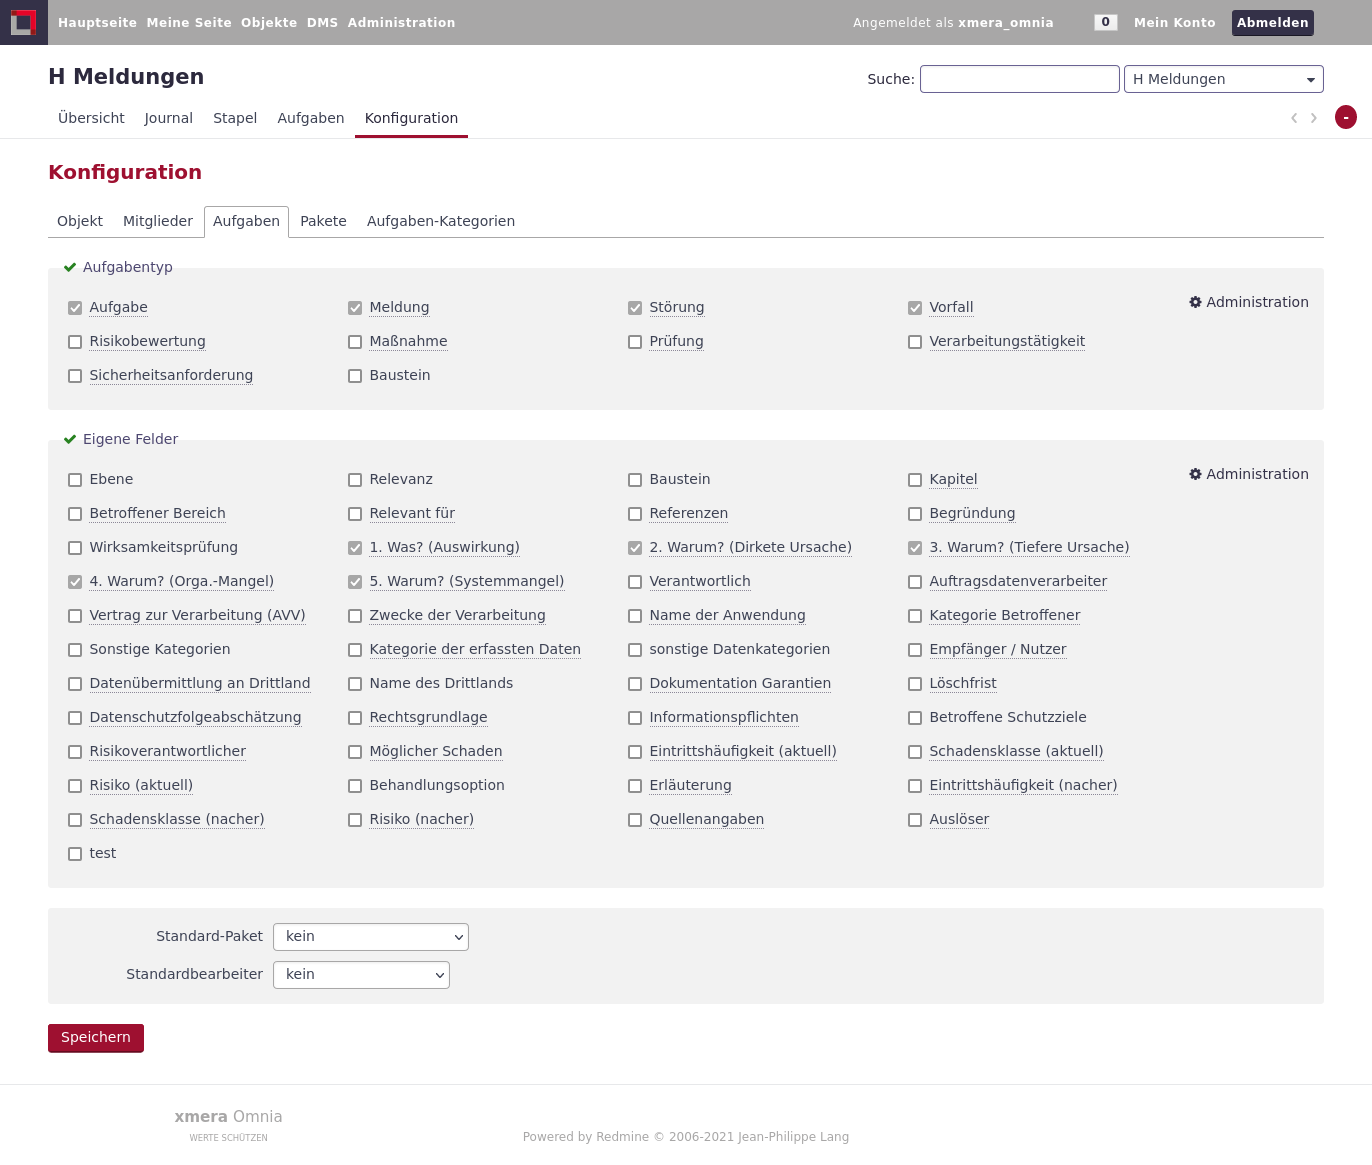 Hauptseite Meine Seite Objekte DMS Administration Angemeldet als xmera_omnia 0 Mein Konto Abmelden
H Meldungen Suche: H Meldungen
Übersicht Journal Stapel Aufgaben Konfiguration -
Konfiguration
Objekt Mitglieder Aufgaben Pakete Aufgaben-Kategorien
Aufgabentyp
Aufgabe Meldung Störung Vorfall Administration
Risikobewertung Maßnahme Prüfung Verarbeitungstätigkeit
Sicherheitsanforderung Baustein
Eigene Felder
Ebene Relevanz Baustein Kapitel Administration
Betroffener Bereich Relevant für Referenzen Begründung
Wirksamkeitsprüfung 1. Was? (Auswirkung) 2. Warum? (Dirkete Ursache) 3. Warum? (Tiefere Ursache)
4. Warum? (Orga.-Mangel) 5. Warum? (Systemmangel) Verantwortlich Auftragsdatenverarbeiter
Vertrag zur Verarbeitung (AVV) Zwecke der Verarbeitung Name der Anwendung Kategorie Betroffener
Sonstige Kategorien Kategorie der erfassten Daten sonstige Datenkategorien Empfänger / Nutzer
Datenübermittlung an Drittland Name des Drittlands Dokumentation Garantien Löschfrist
Datenschutzfolgeabschätzung Rechtsgrundlage Informationspflichten Betroffene Schutzziele
Risikoverantwortlicher Möglicher Schaden Eintrittshäufigkeit (aktuell) Schadensklasse (aktuell)
Risiko (aktuell) Behandlungsoption Erläuterung Eintrittshäufigkeit (nacher)
Schadensklasse (nacher) Risiko (nacher) Quellenangaben Auslöser
test
Standard-Paket kein
Standardbearbeiter kein
Speichern
xmera Omnia
WERTE SCHÜTZEN
Powered by Redmine © 2006-2021 Jean-Philippe Lang